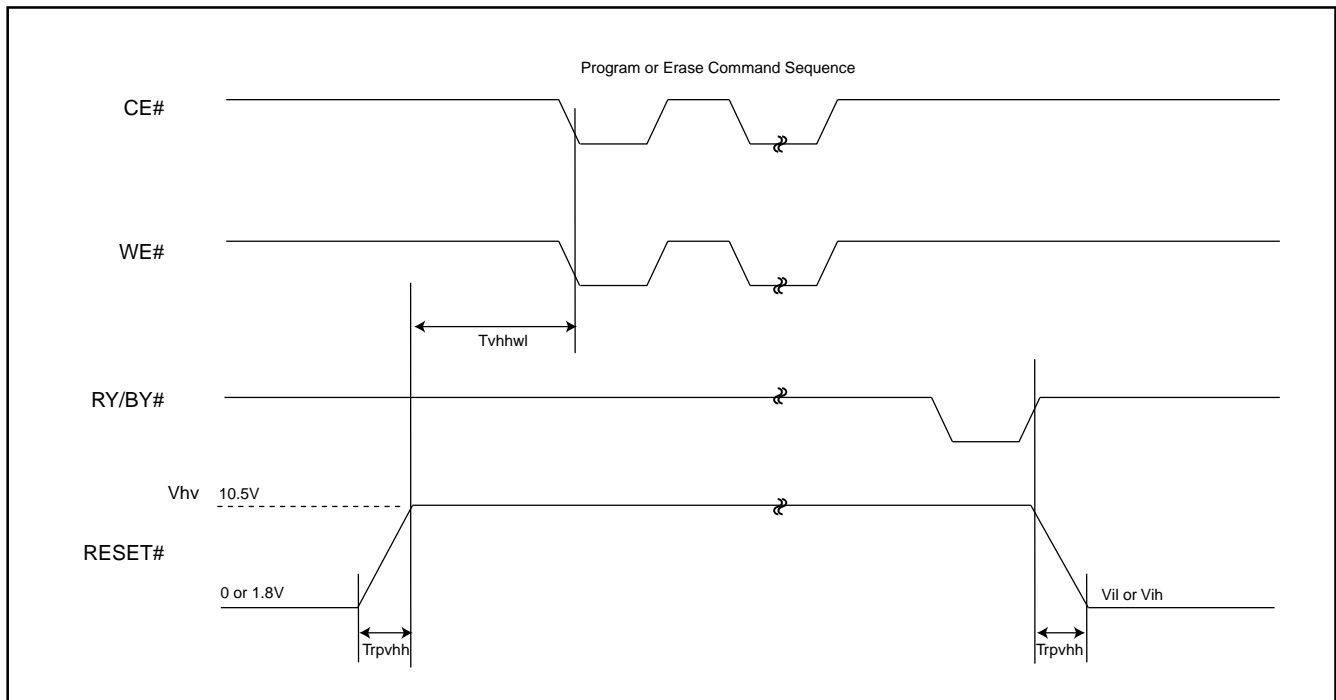 Program or Erase Command Sequence
CE#
WE#
Tvhhwl
RY/BY#
Vhv 10.5V
RESET#
0 or 1.8V
Vil or Vih
Trpvhh
Trpvhh